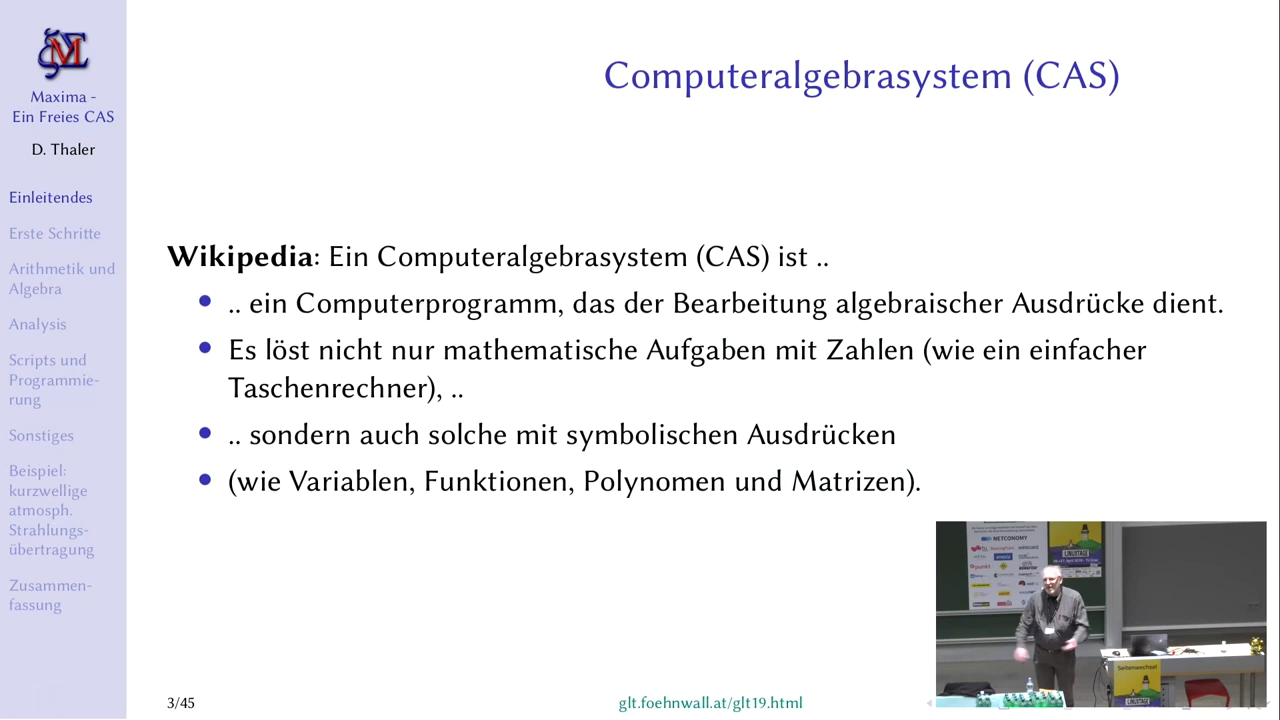 Maxima -
Ein Freies CAS
D. Thaler
Einleitendes
Erste Schritte
Arithmetik und
Algebra
Analysis
Scripts und
Programmie-
rung
Sonstiges
Beispiel:
kurzwellige
atmosph.
Strahlungs-
übertragung
Zusammen-
fassung
Computeralgebrasystem (CAS)
Wikipedia: Ein Computeralgebrasystem (CAS) ist ..
.. ein Computerprogramm, das der Bearbeitung algebraischer Ausdrücke dient.
Es löst nicht nur mathematische Aufgaben mit Zahlen (wie ein einfacher
Taschenrechner), ..
.. sondern auch solche mit symbolischen Ausdrücken
(wie Variablen, Funktionen, Polynomen und Matrizen).
NETCONOMY
LINUXTAGE
punkt
Seitenwechsel
LINUXTAGE
3/45
glt.foehnwall.at/glt19.html